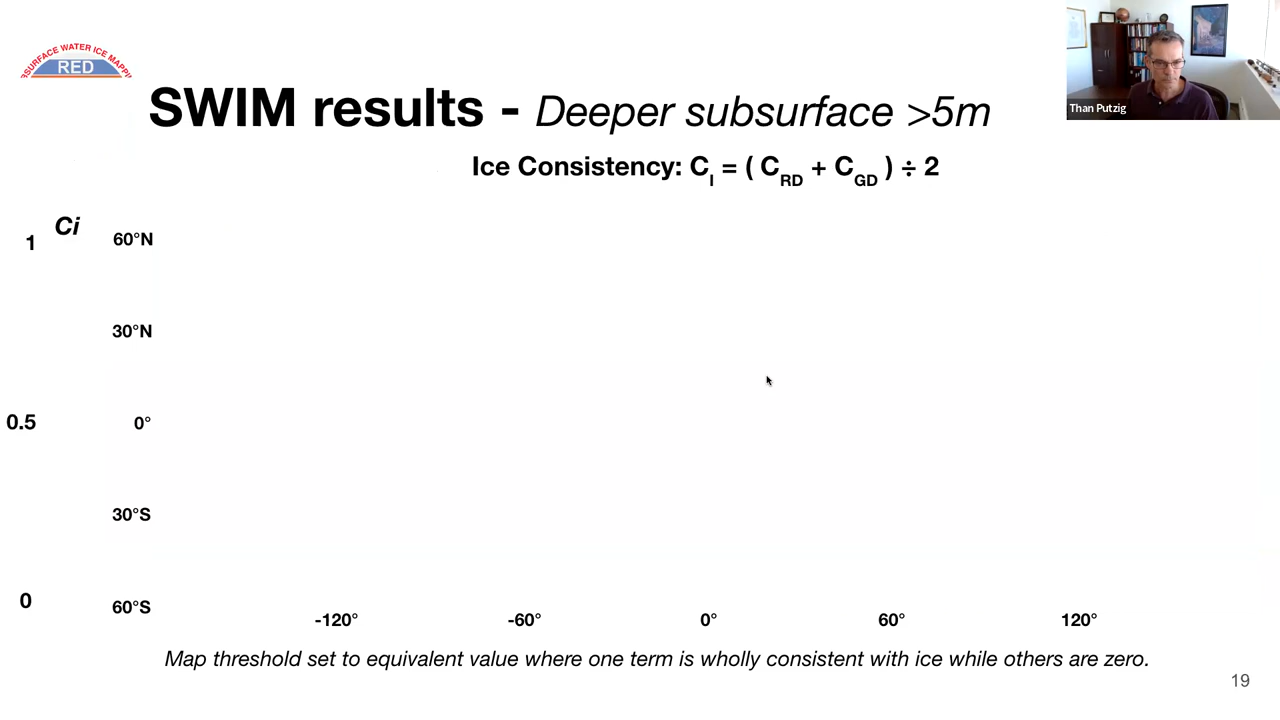 SURFACE WATER ICE MAPPI
RED
Than Putzig
SWIM results - Deeper subsurface >5m
Ice Consistency: C_I = ( C_RD + C_GD ) ÷ 2
Ci
1
60°N
30°N
0.5
0°
30°S
0
60°S
-120° -60° 0° 60° 120°
Map threshold set to equivalent value where one term is wholly consistent with ice while others are zero.
19